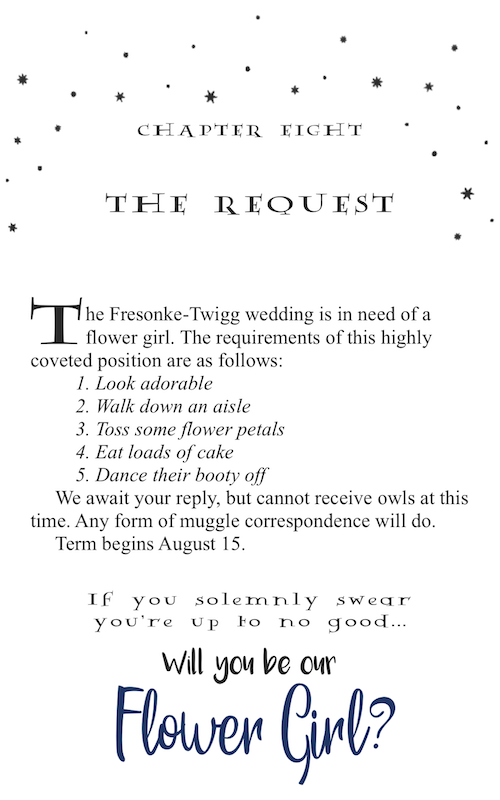 CHAPTER EIGHT
THE REQUEST
The Fresonke-Twigg wedding is in need of a
flower girl. The requirements of this highly
coveted position are as follows:
1. Look adorable
2. Walk down an aisle
3. Toss some flower petals
4. Eat loads of cake
5. Dance their booty off
We await your reply, but cannot receive owls at this
time. Any form of muggle correspondence will do.
Term begins August 15.
If you solemnly swear
you're up to no good...
Will you be our
Flower Girl?